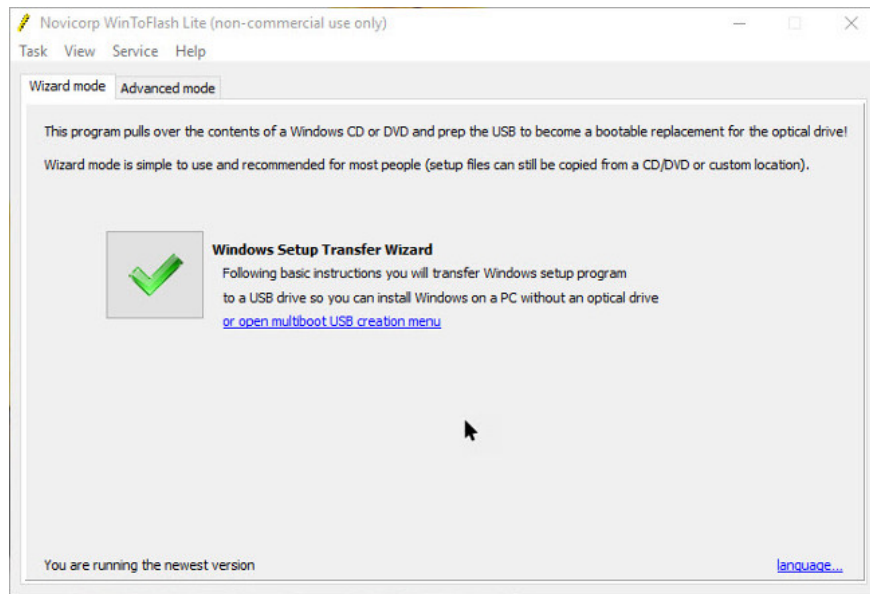 Novicorp WinToFlash Lite (non-commercial use only)
Task View Service Help
Wizard mode Advanced mode
This program pulls over the contents of a Windows CD or DVD and prep the USB to become a bootable replacement for the optical drive!
Wizard mode is simple to use and recommended for most people (setup files can still be copied from a CD/DVD or custom location).
Windows Setup Transfer Wizard
Following basic instructions you will transfer Windows setup program
to a USB drive so you can install Windows on a PC without an optical drive
or open multiboot USB creation menu
You are running the newest version
language...